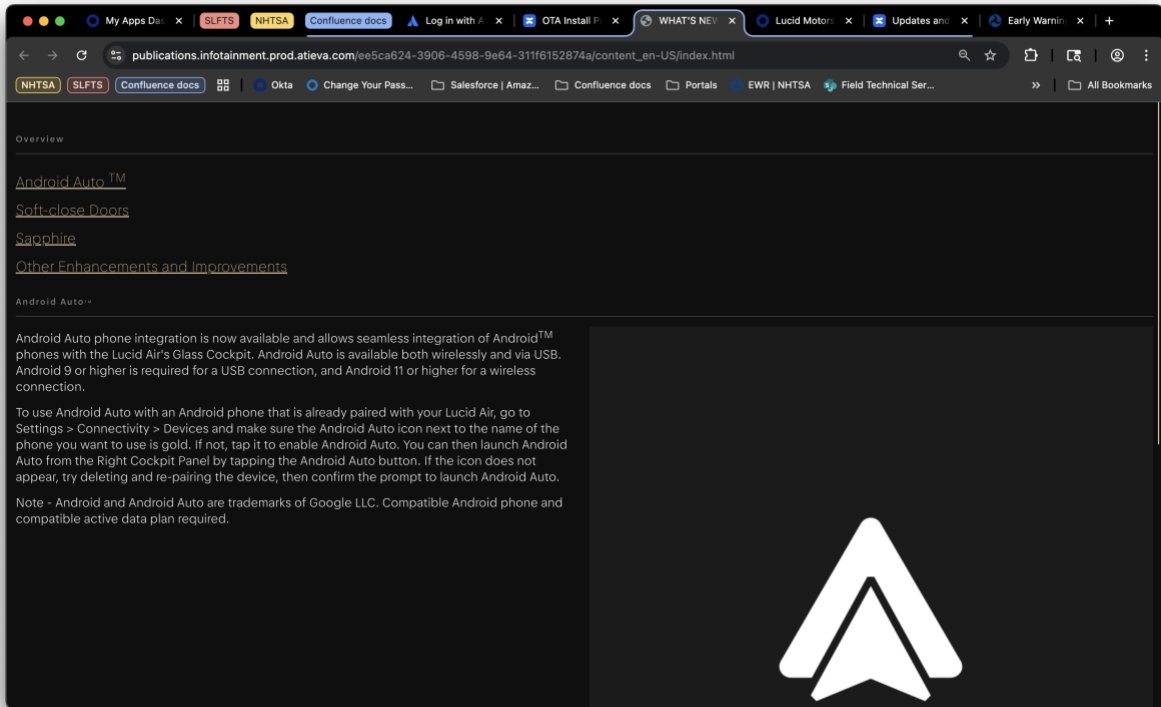 My Apps Das
SLFTS
NHTSA
Confluence docs
Log in with A
OTA Install P
WHAT'S NEW
Lucid Motors
Updates and
Early Warnin
publications.infotainment.prod.atieva.com/ee5ca624-3906-4598-9e64-311f6152874a/content_en-US/index.html
NHTSA
SLFTS
Confluence docs
Okta
Change Your Pass...
Salesforce | Amaz...
Confluence docs
Portals
EWR | NHTSA
Field Technical Ser...
All Bookmarks
Overview
Android Auto TM
Soft-close Doors
Sapphire
Other Enhancements and Improvements
Android Auto™
Android Auto phone integration is now available and allows seamless integration of AndroidTM
phones with the Lucid Air's Glass Cockpit. Android Auto is available both wirelessly and via USB.
Android 9 or higher is required for a USB connection, and Android 11 or higher for a wireless
connection.
To use Android Auto with an Android phone that is already paired with your Lucid Air, go to
Settings > Connectivity > Devices and make sure the Android Auto icon next to the name of the
phone you want to use is gold. If not, tap it to enable Android Auto. You can then launch Android
Auto from the Right Cockpit Panel by tapping the Android Auto button. If the icon does not
appear, try deleting and re-pairing the device, then confirm the prompt to launch Android Auto.
Note - Android and Android Auto are trademarks of Google LLC. Compatible Android phone and
compatible active data plan required.